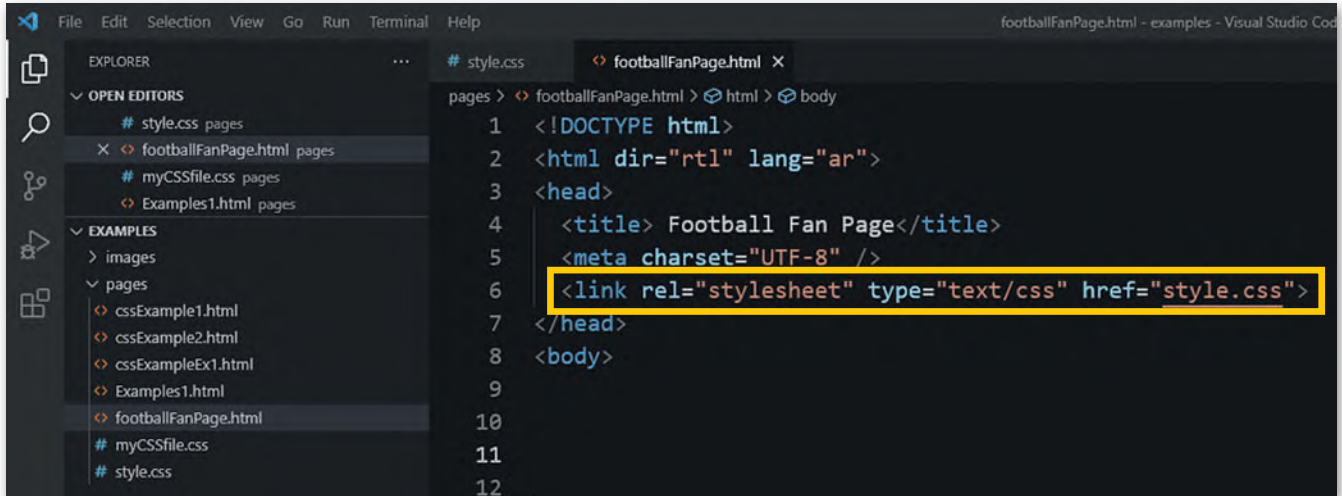 File Edit Selection View Go Run Terminal Help footballFanPage.html - examples - Visual Studio Cod
EXPLORER ...
OPEN EDITORS
# style.css pages
X <> footballFanPage.html pages
# myCSSfile.css pages
<> Examples1.html pages
EXAMPLES
> images
pages
<> cssExample1.html
<> cssExample2.html
<> cssExampleEx1.html
<> Examples1.html
<> footballFanPage.html
# myCSSfile.css
# style.css
# style.css <> footballFanPage.html X
pages > <> footballFanPage.html > html > body
1 <!DOCTYPE html>
2 <html dir="rtl" lang="ar">
3 <head>
4 <title> Football Fan Page</title>
5 <meta charset="UTF-8" />
6 <link rel="stylesheet" type="text/css" href="style.css">
7 </head>
8 <body>
9
10
11
12